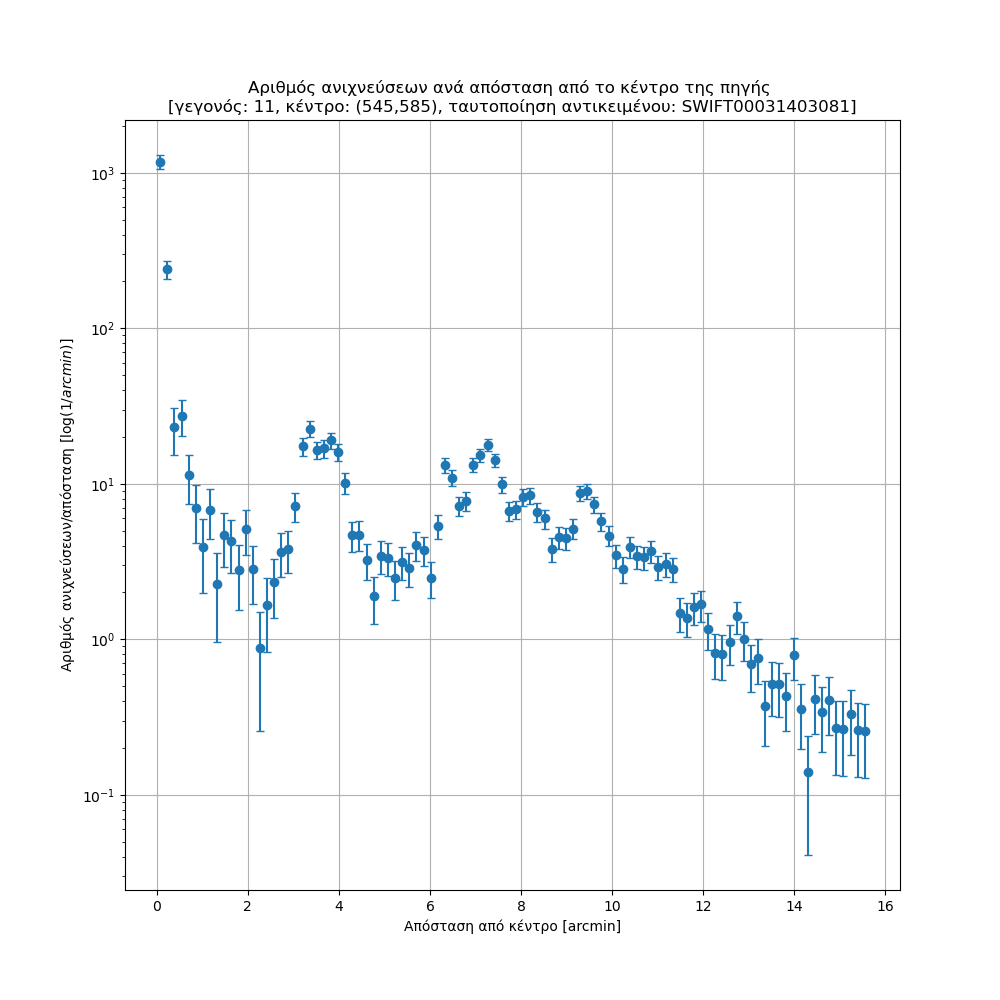 Αριθμός ανιχνεύσεων ανά απόσταση από το κέντρο της πηγής
[γεγονός: 11, κέντρο: (545,585), ταυτοποίηση αντικειμένου: SWIFT00031403081]
Αριθμός ανιχνεύσεων/απόσταση [log(1/arcmin)]
10³
10²
10¹
10⁰
10⁻¹
0 2 4 6 8 10 12 14 16
Απόσταση από κέντρο [arcmin]